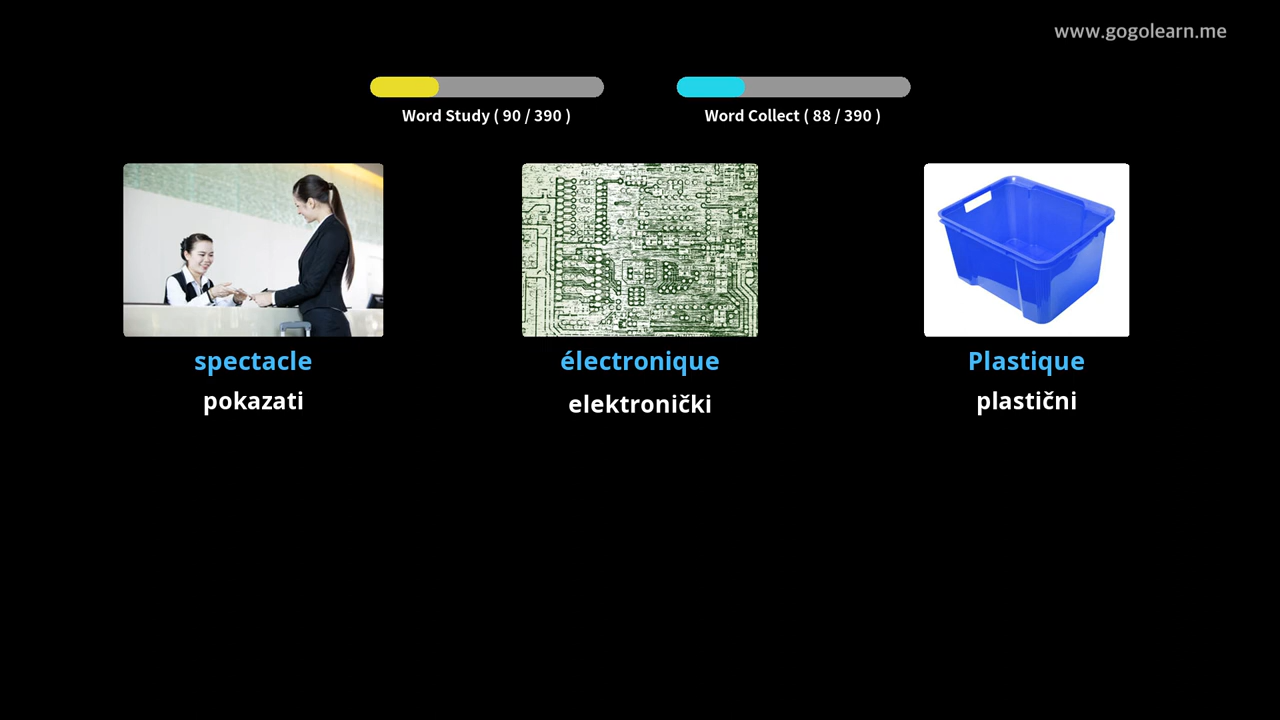 www.gogolearn.me
Word Study ( 90 / 390 )
Word Collect ( 88 / 390 )
spectacle
électronique
Plastique
pokazati
elektronički
plastični